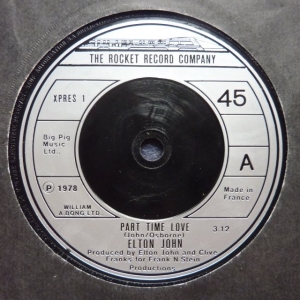 THE ROCKET RECORD COMPANY
XPRES 1
45
Big Pig
Music
Ltd..
A
℗ 1978
Made in
France
WILLIAM
A.BONG LTD..
PART TIME LOVE
3.12
(John/Osborne)
ELTON JOHN
Produced by Elton John and Clive
Franks for Frank N.Stein
Productions